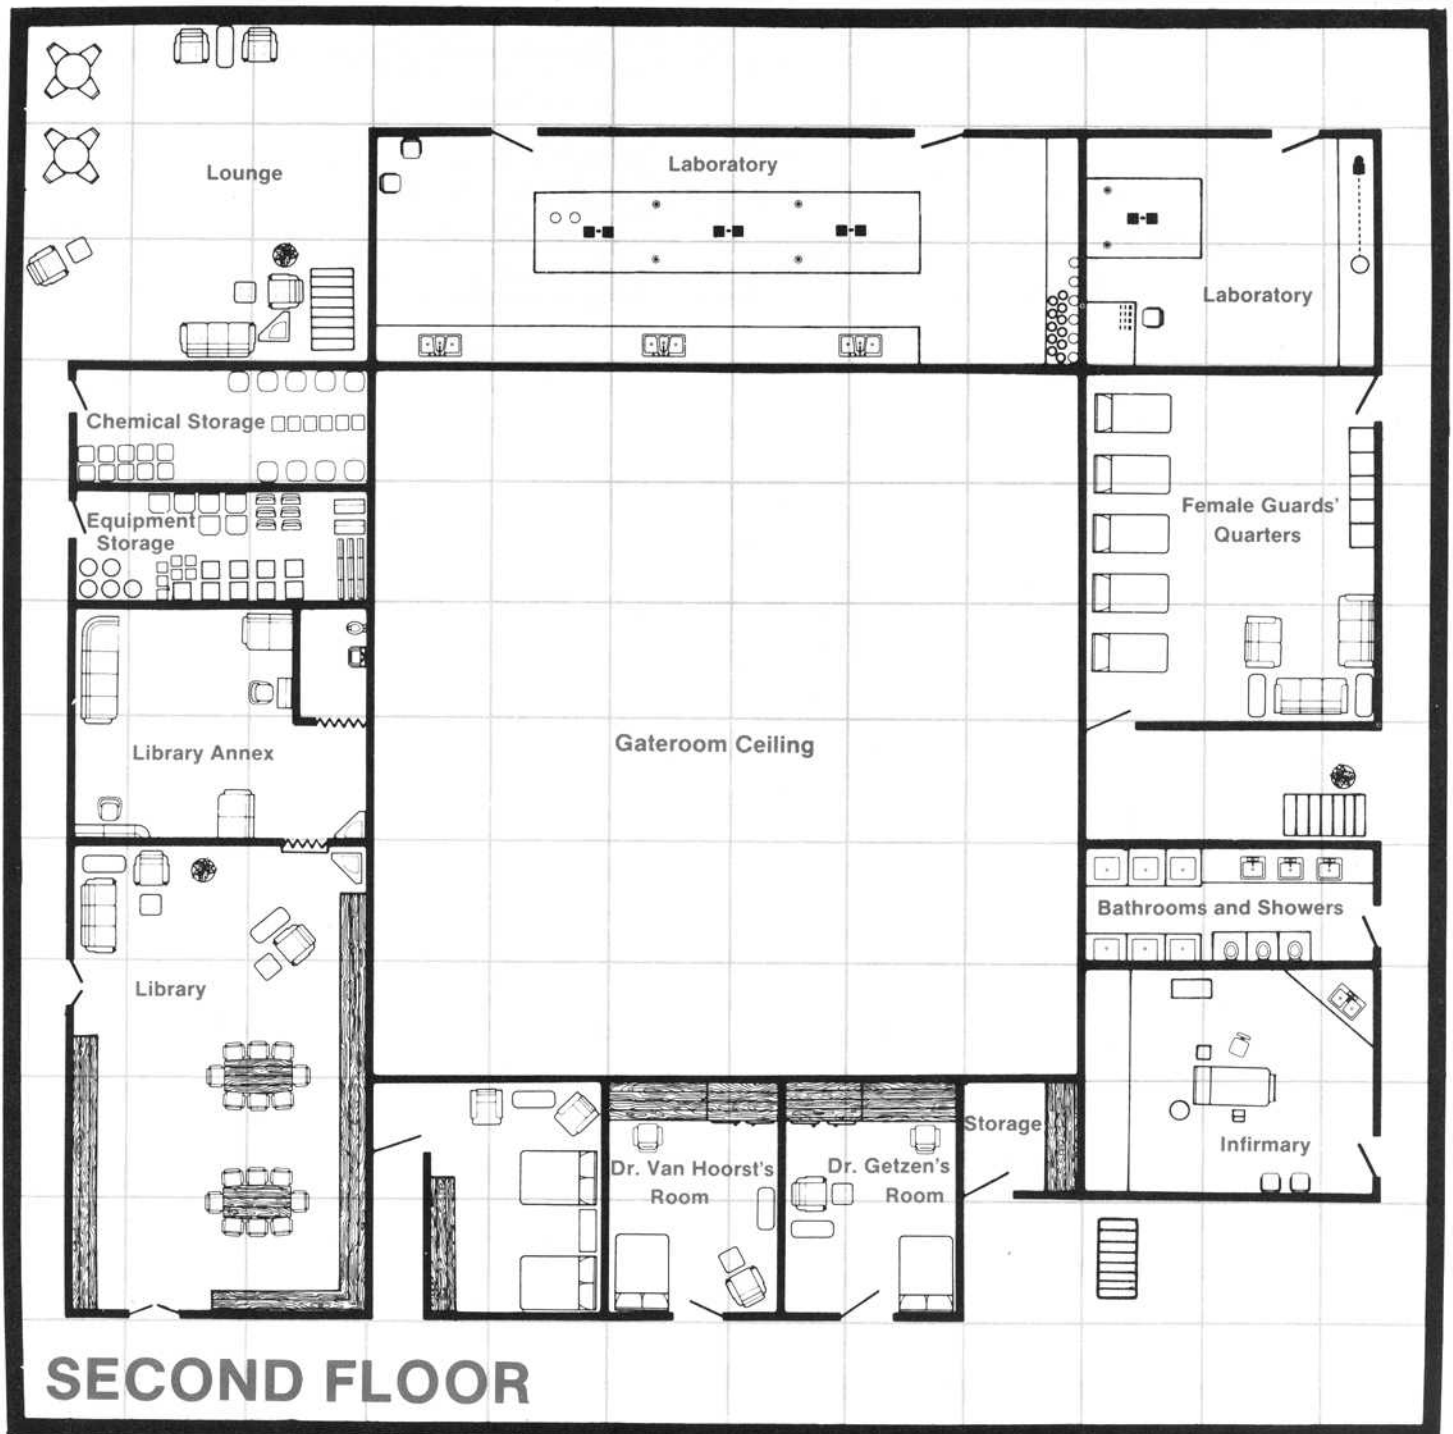 Lounge
Laboratory
Laboratory
Chemical Storage
Equipment
Storage
Female Guards'
Quarters
Library Annex
Gateroom Ceiling
Bathrooms and Showers
Library
Storage
Infirmary
Dr. Van Hoorst's
Room
Dr. Getzen's
Room
SECOND FLOOR